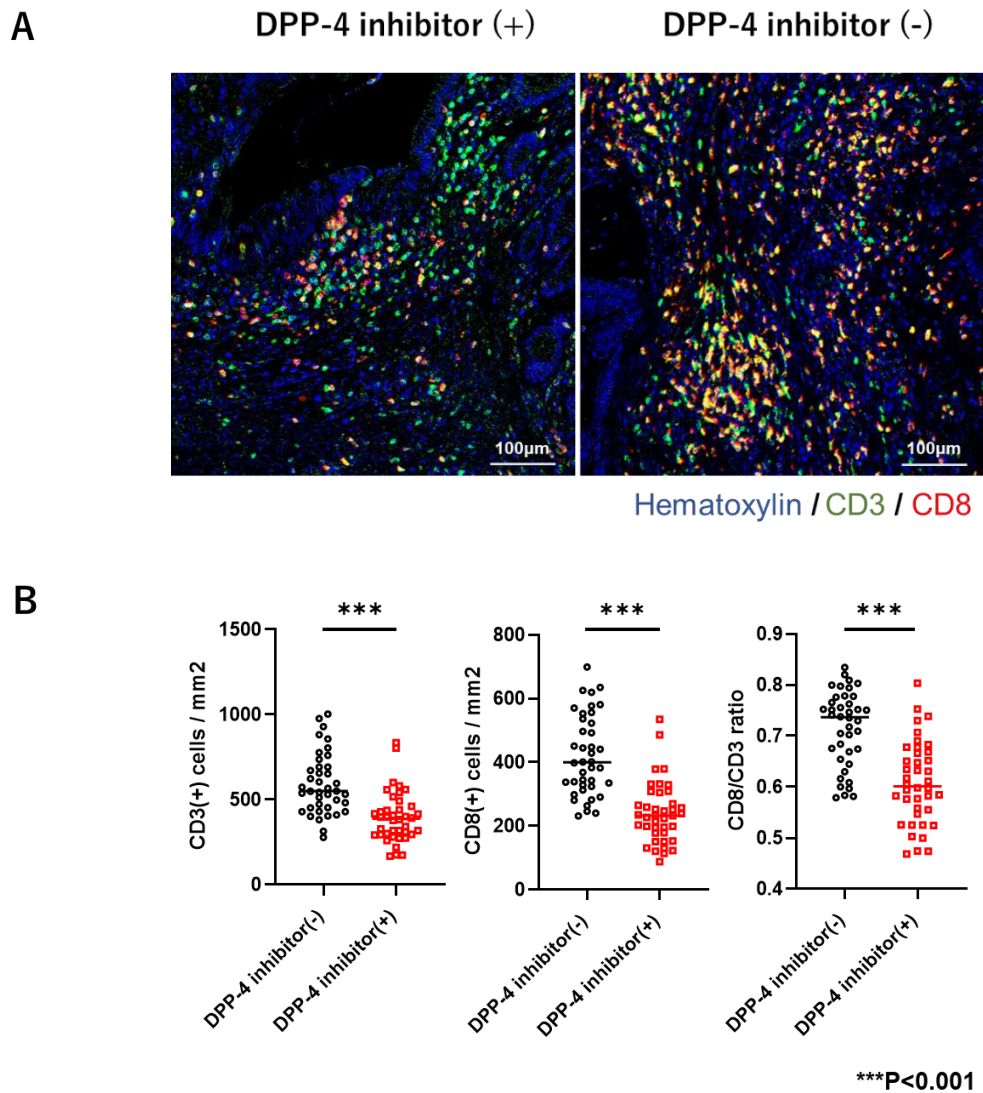 A
DPP-4 inhibitor (+)
DPP-4 inhibitor (-)
100μm
100μm
Hematoxylin / CD3 / CD8
B
***
1500
1000
500
0
CD3(+) cells / mm2
DPP-4 inhibitor(-)
DPP-4 inhibitor(+)
***
800
600
400
200
0
CD8(+) cells / mm2
DPP-4 inhibitor(-)
DPP-4 inhibitor(+)
***
0.9
0.8
0.7
0.6
0.5
0.4
CD8/CD3 ratio
DPP-4 inhibitor(-)
DPP-4 inhibitor(+)
***P<0.001